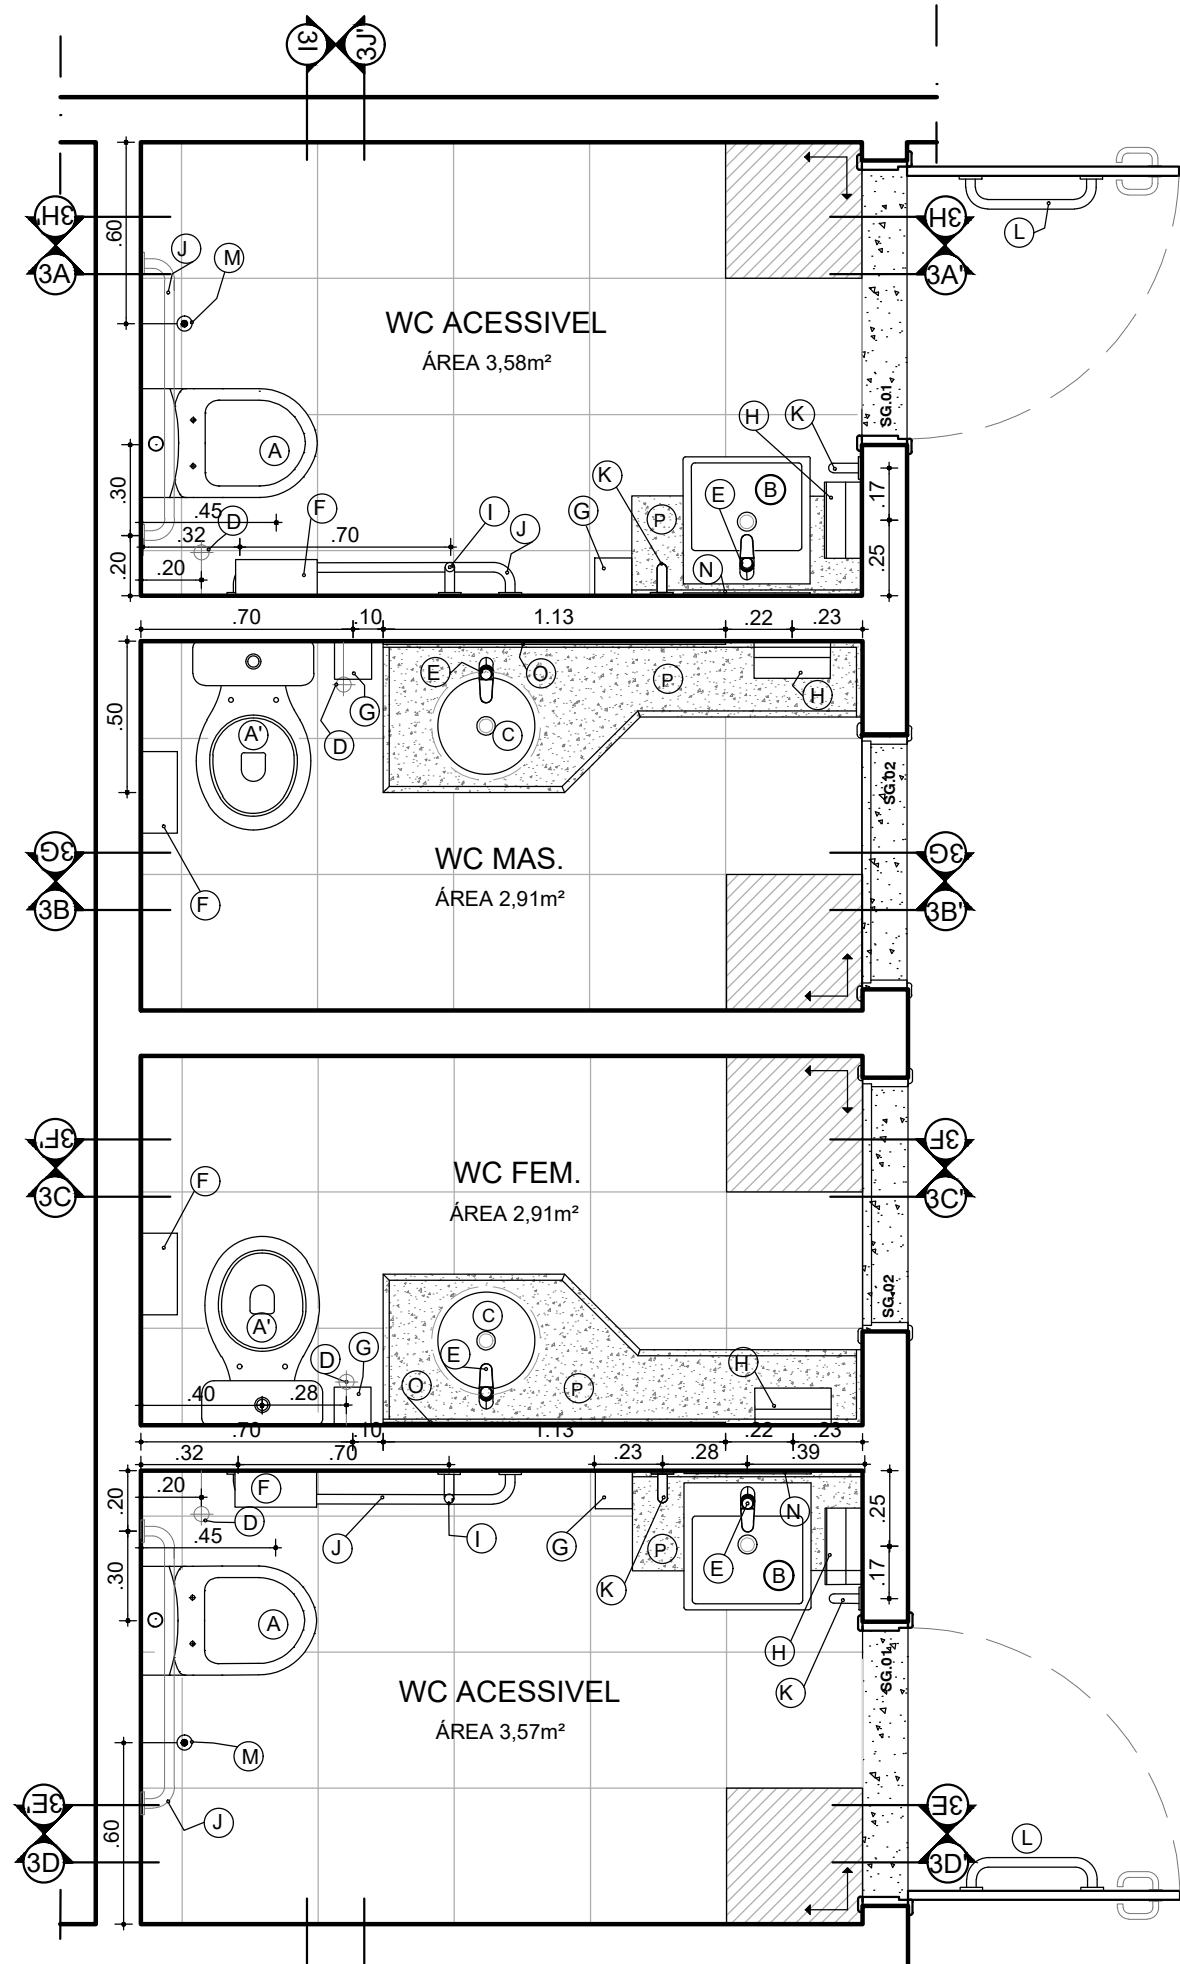 3I
3J'
3H'
3A
3H
3A'
L
.60
J
M
WC ACESSIVEL
ÁREA 3,58m²
SG.01
H
K
A
.30
.45
D
F
I
J
K
G
P
E
B
.17
.32
.70
.20
.20
N
.25
.70
.10
1.13
.22
.23
.50
E
O
P
H
G
D
A'
C
SG.02
3G'
3B
WC MAS.
ÁREA 2,91m²
F
3G
3B'
3F'
3C
F
WC FEM.
ÁREA 2,91m²
3F
3C'
SG.02
A'
C
D
G
E
H
.40
.28
O
P
.70
.10
1.13
.22
.23
.32
.70
.23
.28
.39
.20
.20
F
D
J
I
G
K
P
N
E
B
.25
.45
.30
.17
A
H
K
SG.01
WC ACESSIVEL
ÁREA 3,57m²
M
J
.60
3E'
3D
3E
3D'
L